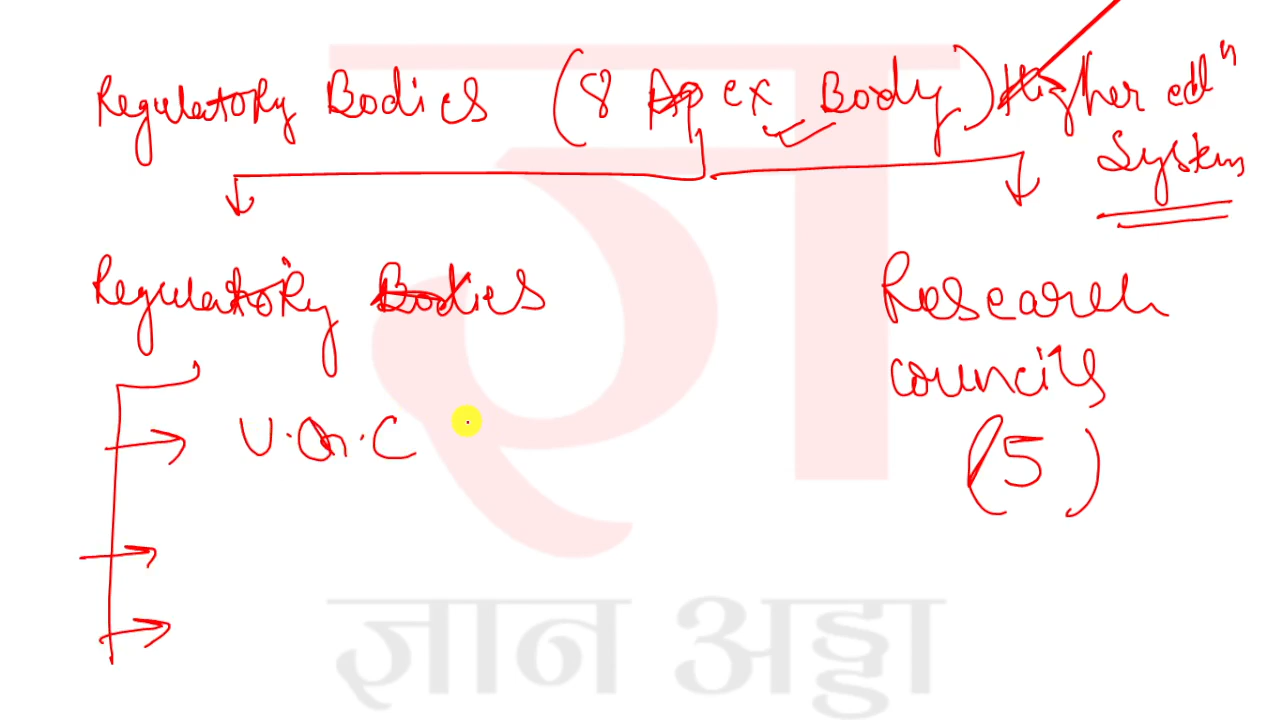 Regulatory Bodies (8 Apex Body) Higher edn
System
Regulatory Bodies
Research
councils
U.G.C
(5)
ज्ञान अड्डा